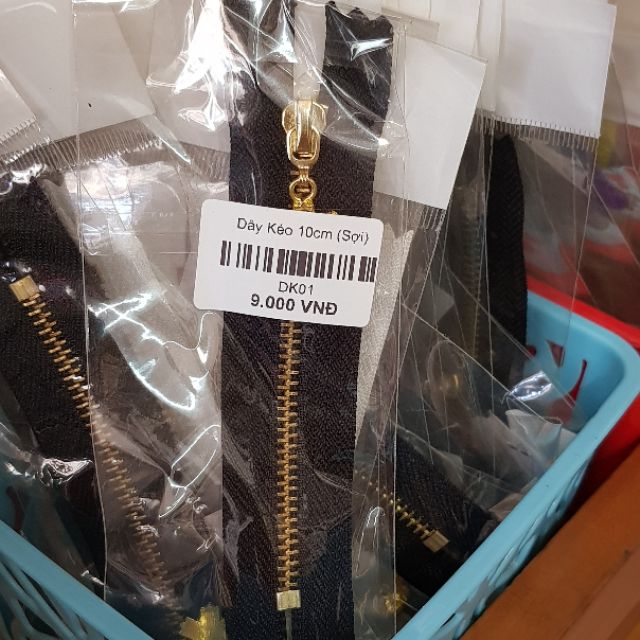 Dây Kéo 10cm (Sợi)
DK01
9.000 VNĐ